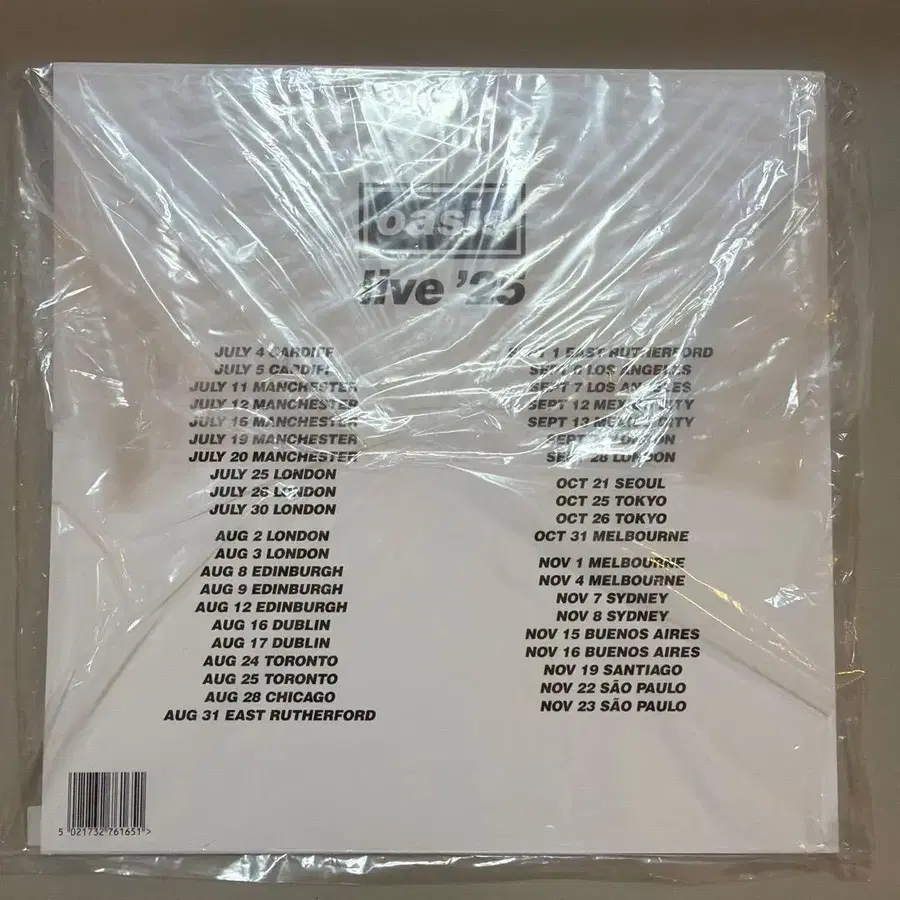 oasis
live '25
JULY 4 CARDIFF
JULY 5 CARDIFF
JULY 11 MANCHESTER
JULY 12 MANCHESTER
JULY 16 MANCHESTER
JULY 19 MANCHESTER
JULY 20 MANCHESTER
JULY 25 LONDON
JULY 26 LONDON
JULY 30 LONDON
AUG 2 LONDON
AUG 3 LONDON
AUG 8 EDINBURGH
AUG 9 EDINBURGH
AUG 12 EDINBURGH
AUG 16 DUBLIN
AUG 17 DUBLIN
AUG 24 TORONTO
AUG 25 TORONTO
AUG 28 CHICAGO
AUG 31 EAST RUTHERFORD
SEPT 1 EAST RUTHERFORD
SEPT 6 LOS ANGELES
SEPT 7 LOS ANGELES
SEPT 12 MEXICO CITY
SEPT 13 MEXICO CITY
SEPT LONDON
SEPT 28 LONDON
OCT 21 SEOUL
OCT 25 TOKYO
OCT 26 TOKYO
OCT 31 MELBOURNE
NOV 1 MELBOURNE
NOV 4 MELBOURNE
NOV 7 SYDNEY
NOV 8 SYDNEY
NOV 15 BUENOS AIRES
NOV 16 BUENOS AIRES
NOV 19 SANTIAGO
NOV 22 SÃO PAULO
NOV 23 SÃO PAULO
5 021732 761651 >